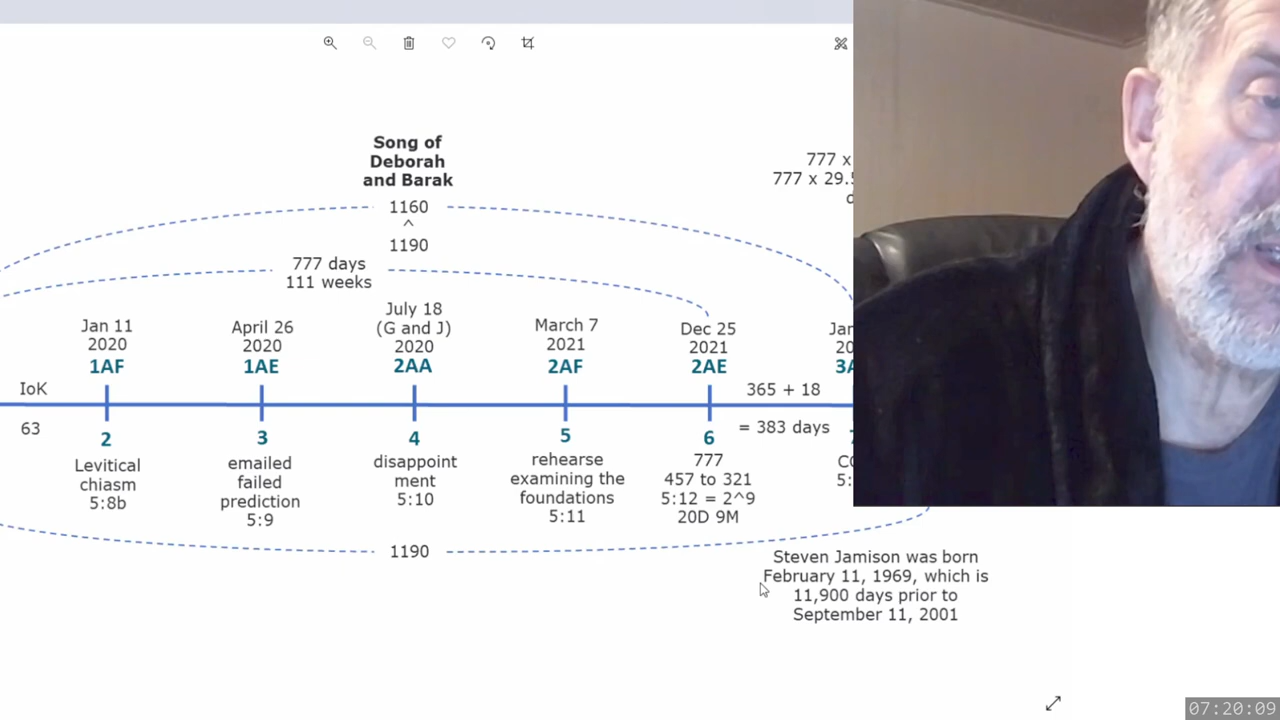 Song of
Deborah
and Barak
1160
^
1190
777 x
777 x 29.5
777 days
111 weeks
Jan 11
2020
1AF
April 26
2020
1AE
July 18
(G and J)
2020
2AA
March 7
2021
2AF
Dec 25
2021
2AE
Jan
20
3A
IoK
63
365 + 18
= 383 days
2
Levitical
chiasm
5:8b
3
emailed
failed
prediction
5:9
4
disappoint
ment
5:10
5
rehearse
examining the
foundations
5:11
6
777
457 to 321
5:12 = 2^9
20D 9M
5:
1190
Steven Jamison was born
February 11, 1969, which is
11,900 days prior to
September 11, 2001
07:20:09